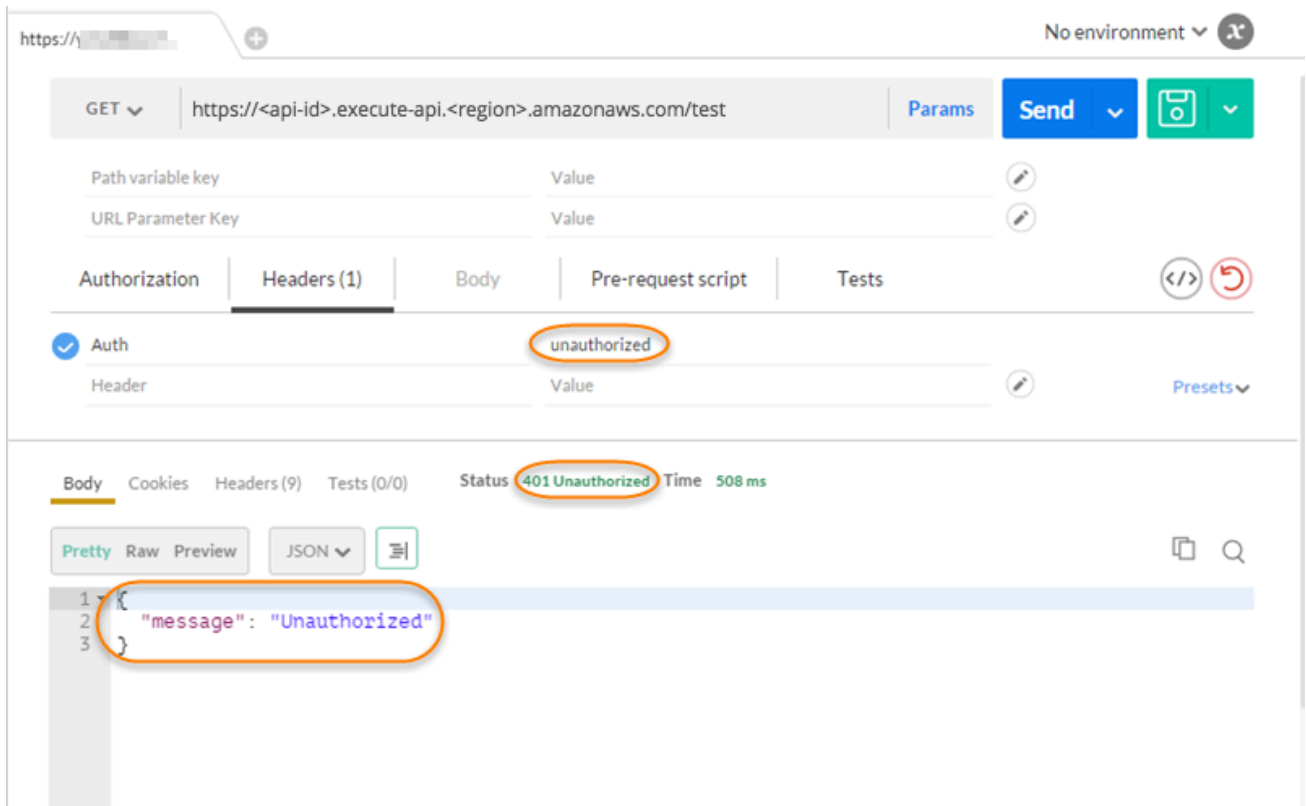 https://y
No environment
GET https://<api-id>.execute-api.<region>.amazonaws.com/test Params Send
Path variable key Value
URL Parameter Key Value
Authorization Headers (1) Body Pre-request script Tests
Auth unauthorized
Header Value Presets
Body Cookies Headers (9) Tests (0/0) Status 401 Unauthorized Time 508 ms
Pretty Raw Preview JSON
1 {
2 "message": "Unauthorized"
3 }